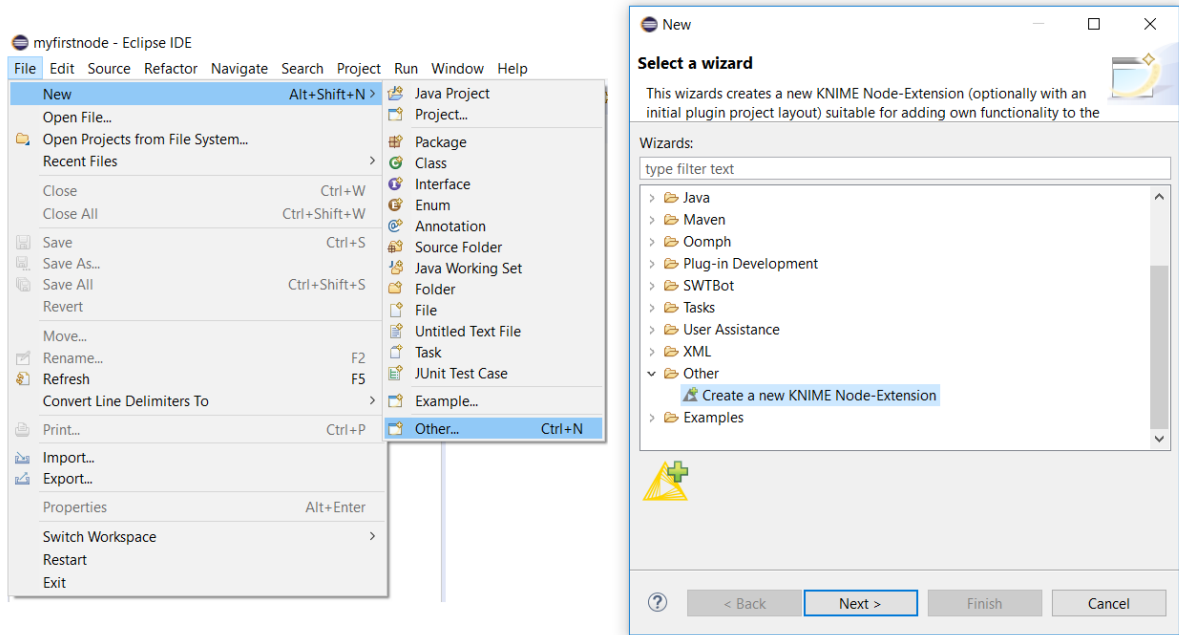 myfirstnode - Eclipse IDE
File Edit Source Refactor Navigate Search Project Run Window Help
New Alt+Shift+N >
Open File...
Open Projects from File System...
Recent Files >
Close Ctrl+W
Close All Ctrl+Shift+W
Save Ctrl+S
Save As...
Save All Ctrl+Shift+S
Revert
Move...
Rename... F2
Refresh F5
Convert Line Delimiters To >
Print... Ctrl+P
Import...
Export...
Properties Alt+Enter
Switch Workspace >
Restart
Exit
Java Project
Project...
Package
Class
Interface
Enum
Annotation
Source Folder
Java Working Set
Folder
File
Untitled Text File
Task
JUnit Test Case
Example...
Other... Ctrl+N
New
Select a wizard
This wizards creates a new KNIME Node-Extension (optionally with an
initial plugin project layout) suitable for adding own functionality to the
Wizards:
type filter text
> Java
> Maven
> Oomph
> Plug-in Development
> SWTBot
> Tasks
> User Assistance
> XML
Other
Create a new KNIME Node-Extension
> Examples
? < Back Next > Finish Cancel